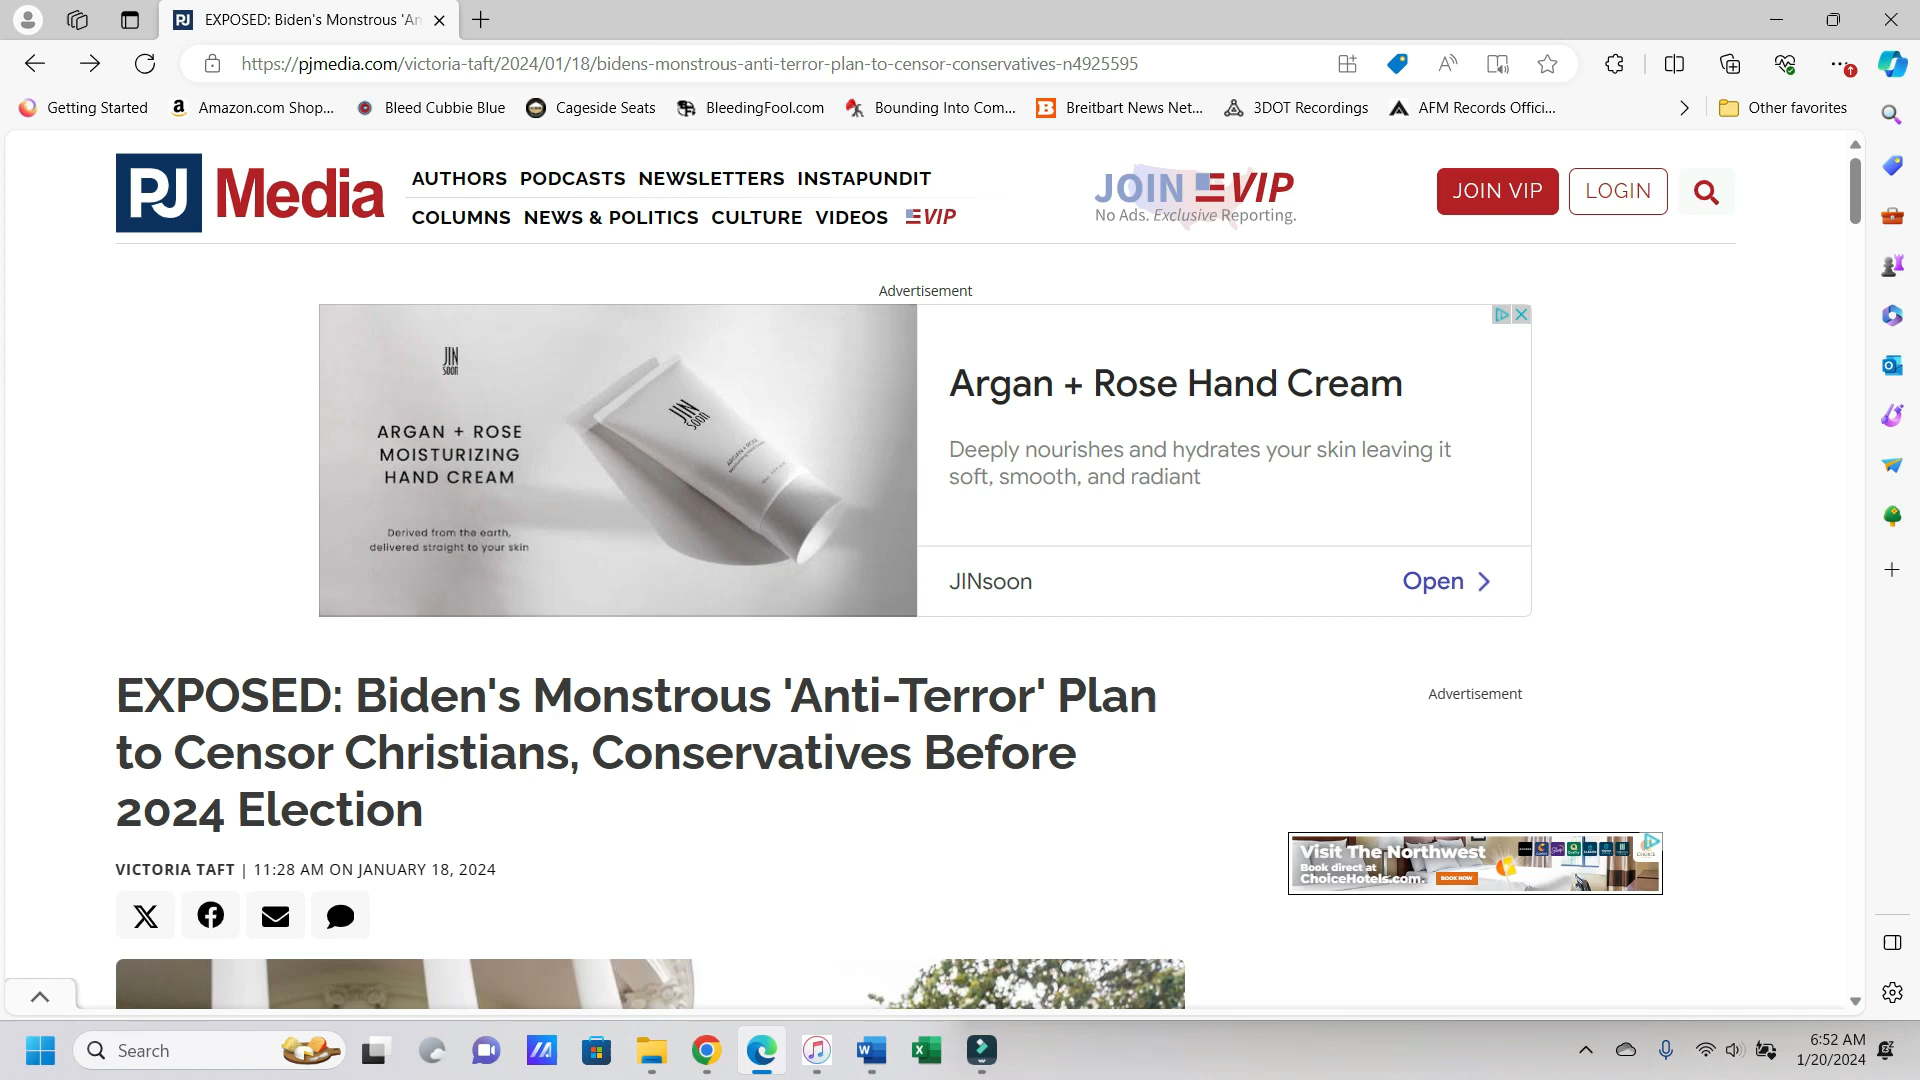 EXPOSED: Biden's Monstrous 'An
https://pjmedia.com/victoria-taft/2024/01/18/bidens-monstrous-anti-terror-plan-to-censor-conservatives-n4925595
Getting Started
Amazon.com Shop...
Bleed Cubbie Blue
Cageside Seats
BleedingFool.com
Bounding Into Com...
Breitbart News Net...
3DOT Recordings
AFM Records Offici...
Other favorites
PJ Media
AUTHORS PODCASTS NEWSLETTERS INSTAPUNDIT
COLUMNS NEWS & POLITICS CULTURE VIDEOS VIP
JOIN VIP
No Ads. Exclusive Reporting.
JOIN VIP
LOGIN
Advertisement
JIN
SOON
ARGAN + ROSE
MOISTURIZING
HAND CREAM
Derived from the earth,
delivered straight to your skin
JIN
SOON
Argan + Rose Hand Cream
Deeply nourishes and hydrates your skin leaving it
soft, smooth, and radiant
JINsoon
Open
EXPOSED: Biden's Monstrous 'Anti-Terror' Plan
to Censor Christians, Conservatives Before
2024 Election
VICTORIA TAFT | 11:28 AM ON JANUARY 18, 2024
Advertisement
Visit The Northwest
Book direct at
ChoiceHotels.com.
BOOK NOW
CHOICE
Search
6:52 AM
1/20/2024